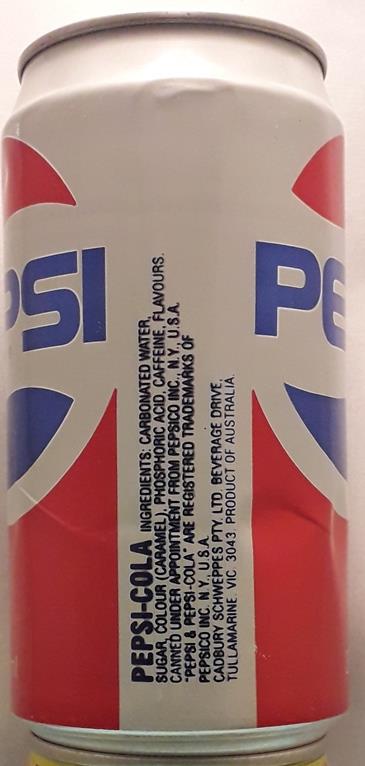 PSI
PE
PEPSI-COLA INGREDIENTS: CARBONATED WATER,
SUGAR, COLOUR (CARAMEL), PHOSPHORIC ACID, CAFFEINE, FLAVOURS.
CANNED UNDER APPOINTMENT FROM PEPSICO INC., N.Y., U.S.A.
"PEPSI & PEPSI-COLA" ARE REGISTERED TRADEMARKS OF
PEPSICO INC. N.Y., U.S.A.
CADBURY SCHWEPPES PTY. LTD. BEVERAGE DRIVE,
TULLAMARINE. VIC 3043. PRODUCT OF AUSTRALIA.